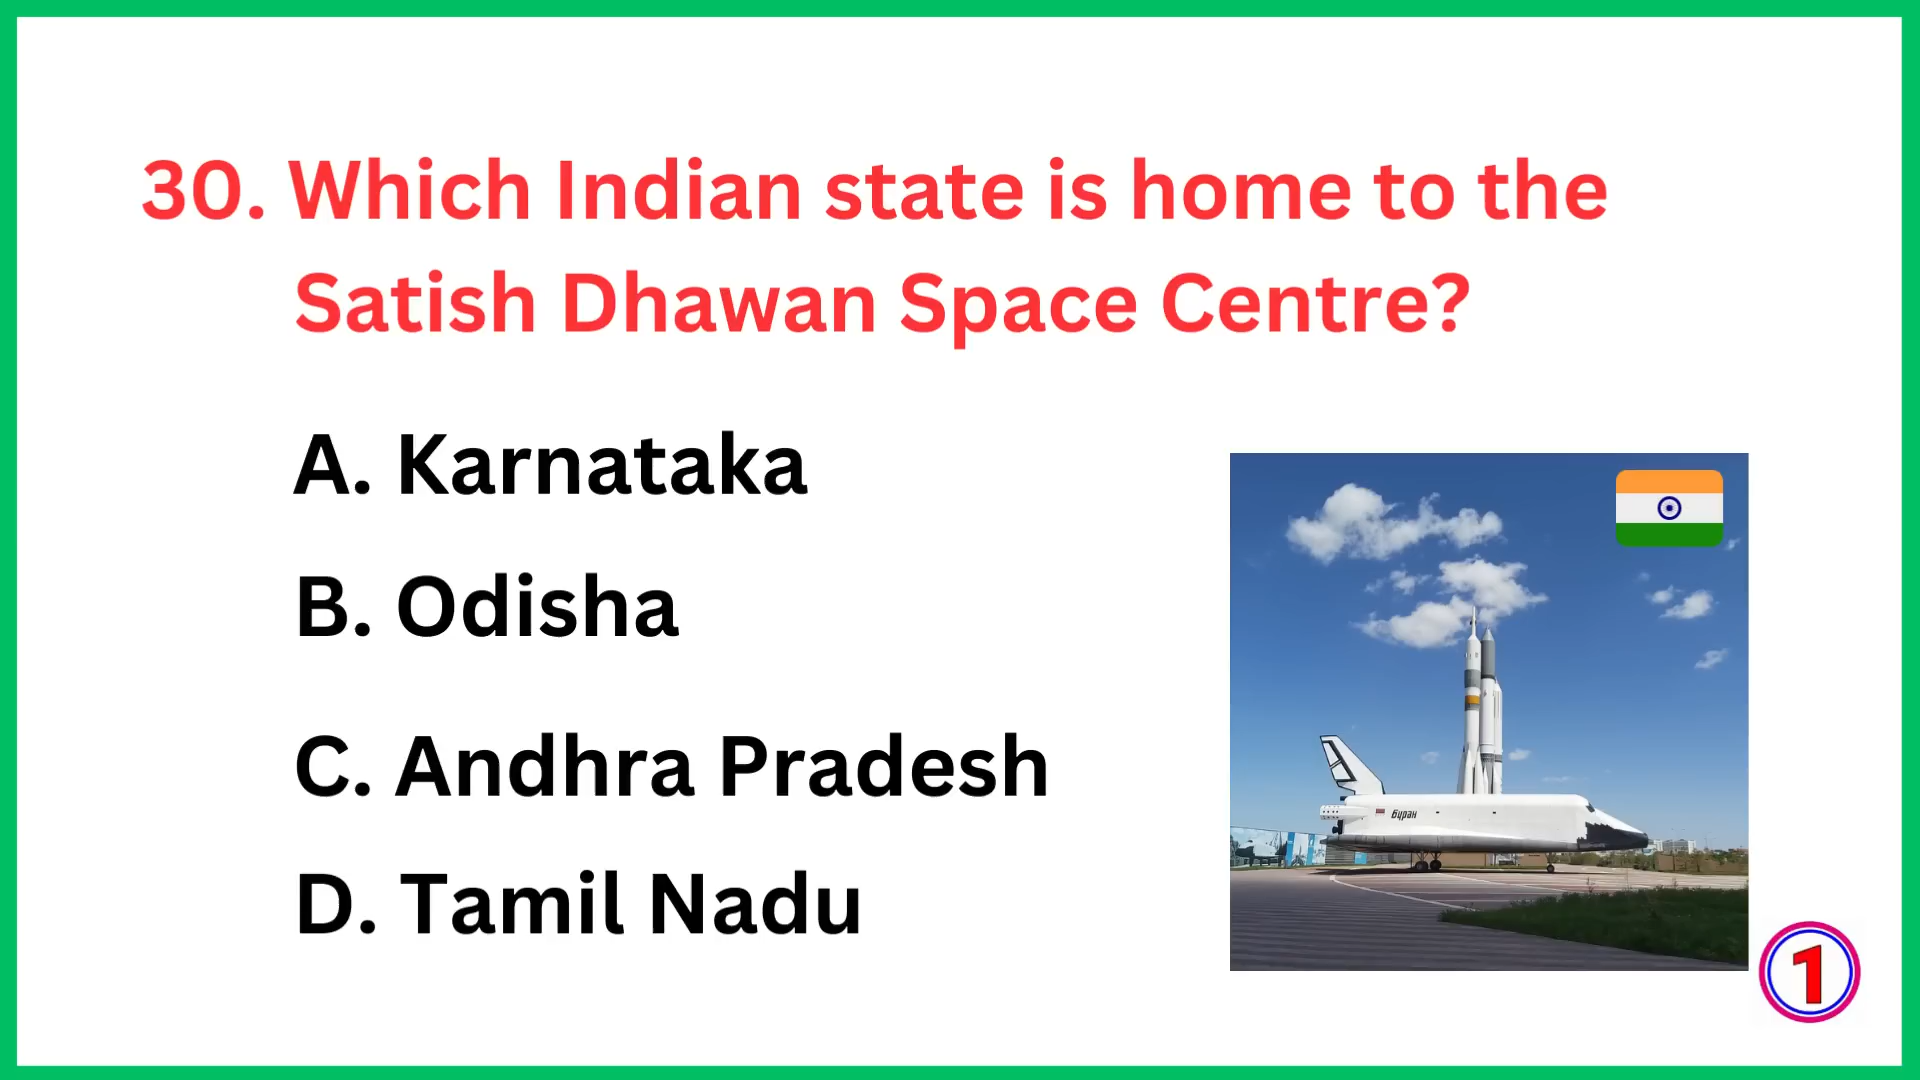 30. Which Indian state is home to the
Satish Dhawan Space Centre?
A. Karnataka
B. Odisha
C. Andhra Pradesh
D. Tamil Nadu
Буран
1